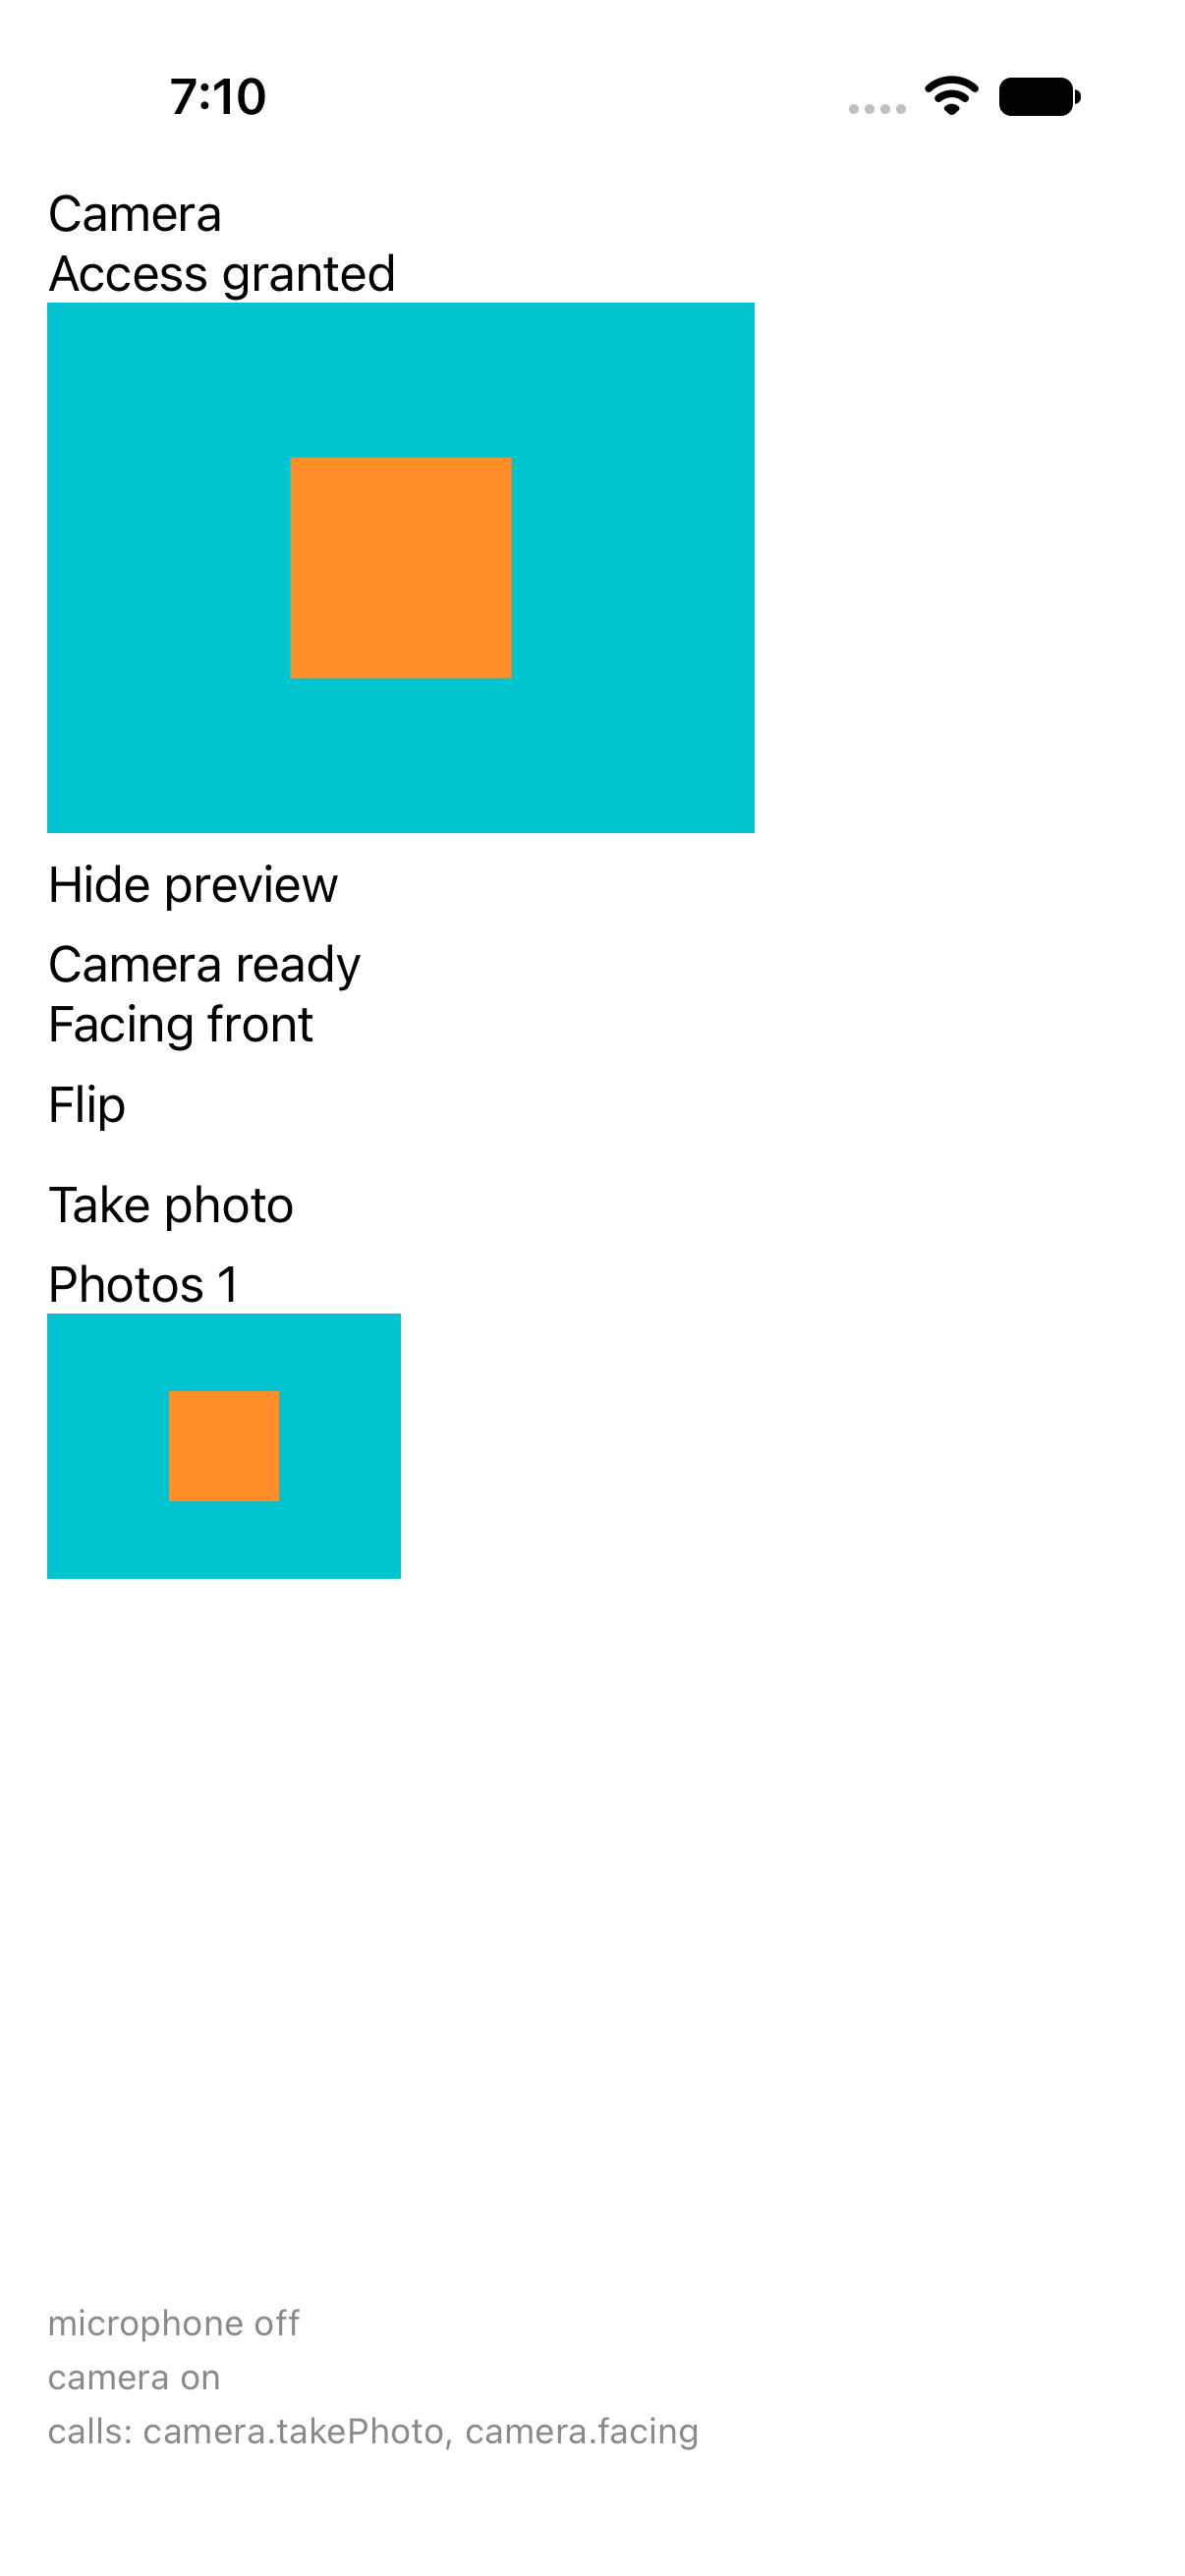 7:10
Camera
Access granted
Hide preview
Camera ready
Facing front
Flip
Take photo
Photos 1
microphone off
camera on
calls: camera.takePhoto, camera.facing